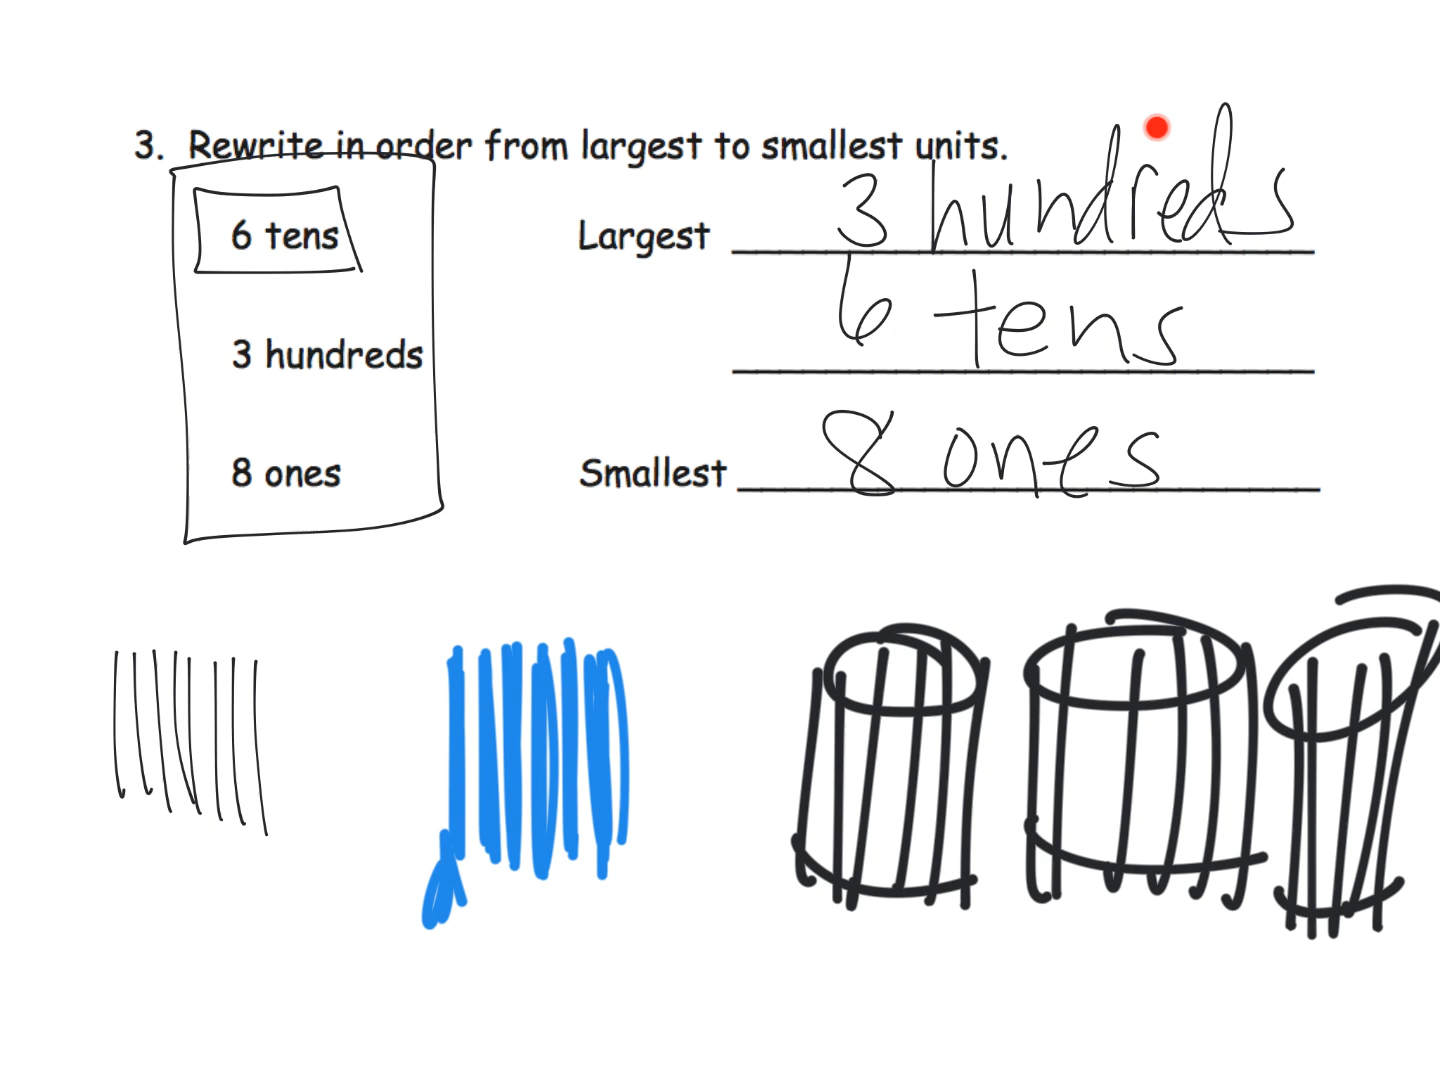 3. Rewrite in order from largest to smallest units.
6 tens
Largest 3 hundreds
3 hundreds
6 tens
8 ones
Smallest 8 ones